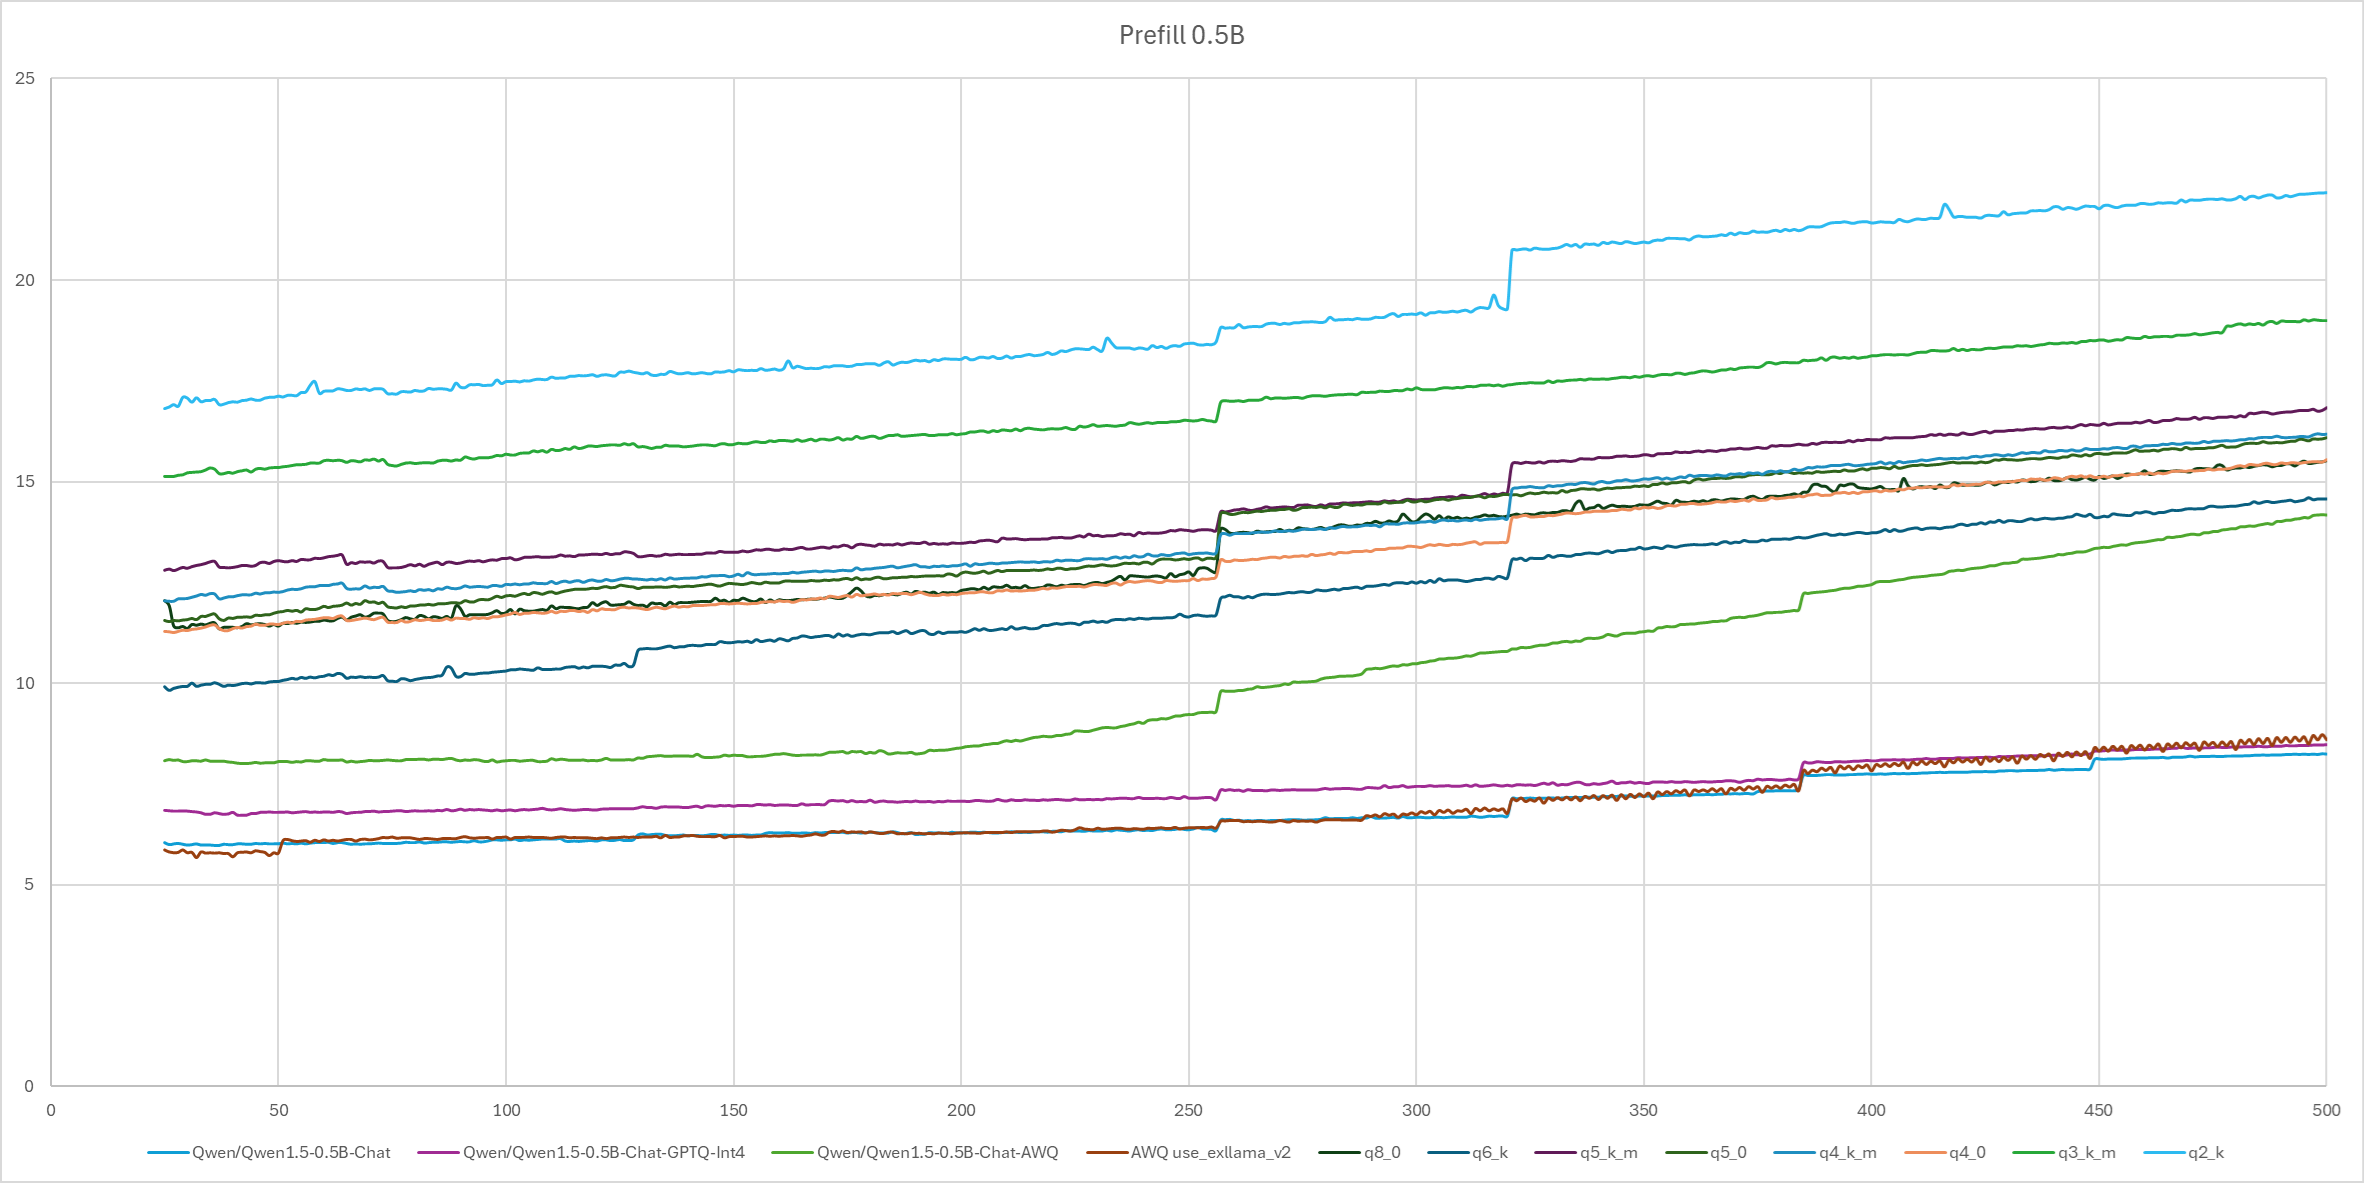 Prefill 0.5B
25
20
15
10
5
0
0 50 100 150 200 250 300 350 400 450 500
Qwen/Qwen1.5-0.5B-Chat Qwen/Qwen1.5-0.5B-Chat-GPTQ-Int4 Qwen/Qwen1.5-0.5B-Chat-AWQ AWQ use_exllama_v2 q8_0 q6_k q5_k_m q5_0 q4_k_m q4_0 q3_k_m q2_k